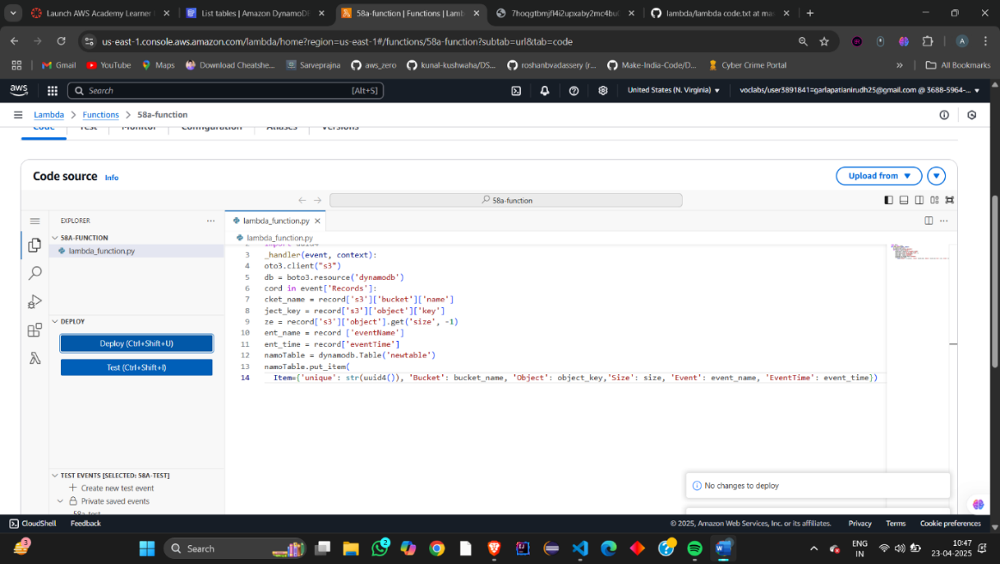 Launch AWS Academy Learner
List tables | Amazon DynamoDB
58a-function | Functions | Lamb
7hoqgtbmjfl4i2upxaby2mc4bu
lambda/lambda code.txt at ma
us-east-1.console.aws.amazon.com/lambda/home?region=us-east-1#/functions/58a-function?subtab=url&tab=code
A
Gmail
YouTube
Maps
Download Cheatshe...
Sarveprajna
aws_zero
kunal-kushwaha/DS...
roshanbvadassery (r...
Make-India-Code/D...
Cyber Crime Portal
All Bookmarks
aws
Search
[Alt+S]
United States (N. Virginia)
voclabs/user3891841=garlapatianirudh25@gmail.com @ 3688-5964-...
Lambda
Functions
58a-function
Code
Test
Monitor
Configuration
Aliases
Versions
Code source
Info
Upload from
58a-function
EXPLORER
58A-FUNCTION
lambda_function.py
DEPLOY
Deploy (Ctrl+Shift+U)
Test (Ctrl+Shift+I)
TEST EVENTS [SELECTED: 58A-TEST]
Create new test event
Private saved events
58a-test
lambda_function.py
lambda_function.py
2 import uuid4
3 _handler(event, context):
4 oto3.client("s3")
5 db = boto3.resource('dynamodb')
6 cord in event['Records']:
7 cket_name = record['s3']['bucket']['name']
8 ject_key = record['s3']['object']['key']
9 ze = record['s3']['object'].get('size', -1)
10 ent_name = record ['eventName']
11 ent_time = record['eventTime']
12 namoTable = dynamodb.Table('newtable')
13 namoTable.put_item(
14 Item={'unique': str(uuid4()), 'Bucket': bucket_name, 'Object': object_key,'Size': size, 'Event': event_name, 'EventTime': event_time})
No changes to deploy
CloudShell
Feedback
© 2025, Amazon Web Services, Inc. or its affiliates.
Privacy
Terms
Cookie preferences
3
Search
2
ENG
IN
10:47
23-04-2025